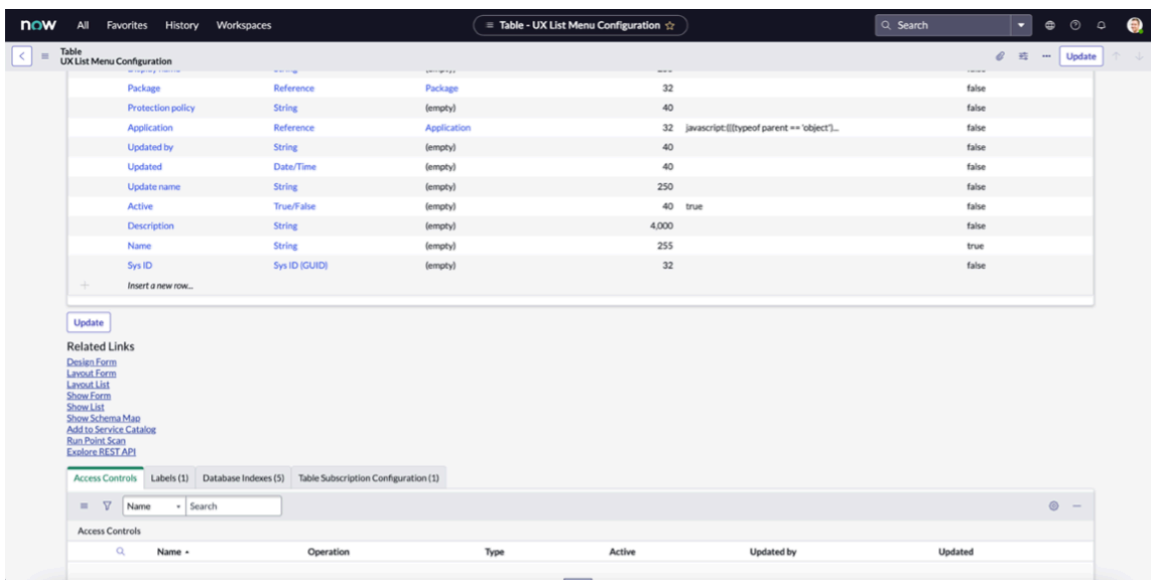 now All Favorites History Workspaces Table - UX List Menu Configuration Search
Table
UX List Menu Configuration Update
Display name String (empty) false
Package Reference Package 32 false
Protection policy String (empty) 40 false
Application Reference Application 32 javascript:(((typeof parent == 'object')... false
Updated by String (empty) 40 false
Updated Date/Time (empty) 40 false
Update name String (empty) 250 false
Active True/False (empty) 40 true false
Description String (empty) 4,000 false
Name String (empty) 255 true
Sys ID Sys ID (GUID) (empty) 32 false
Insert a new row...
Update
Related Links
Design Form
Layout Form
Layout List
Show Form
Show List
Show Schema Map
Add to Service Catalog
Run Point Scan
Explore REST API
Access Controls Labels (1) Database Indexes (5) Table Subscription Configuration (1)
Name Search
Access Controls
Name Operation Type Active Updated by Updated